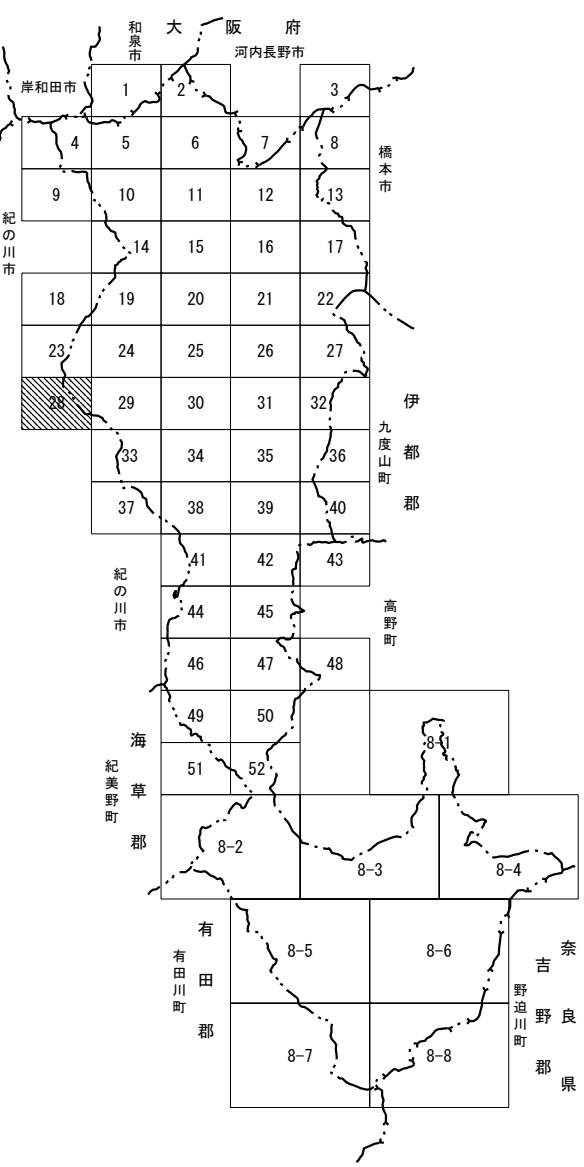 大阪府
和泉市
河内長野市
岸和田市
1 2 3
4 5 6 7 8
橋本市
9 10 11 12 13
紀の川市
14 15 16 17
18 19 20 21 22
23 24 25 26 27
28 29 30 31 32
伊都郡
九度山町
33 34 35 36
37 38 39 40
41 42 43
紀の川市
44 45
高野町
46 47 48
49 50
8-1
海草郡
紀美野町
51 52
8-2 8-3 8-4
有田郡
有田川町
8-5 8-6
奈良県
吉野郡
野迫川町
8-7 8-8